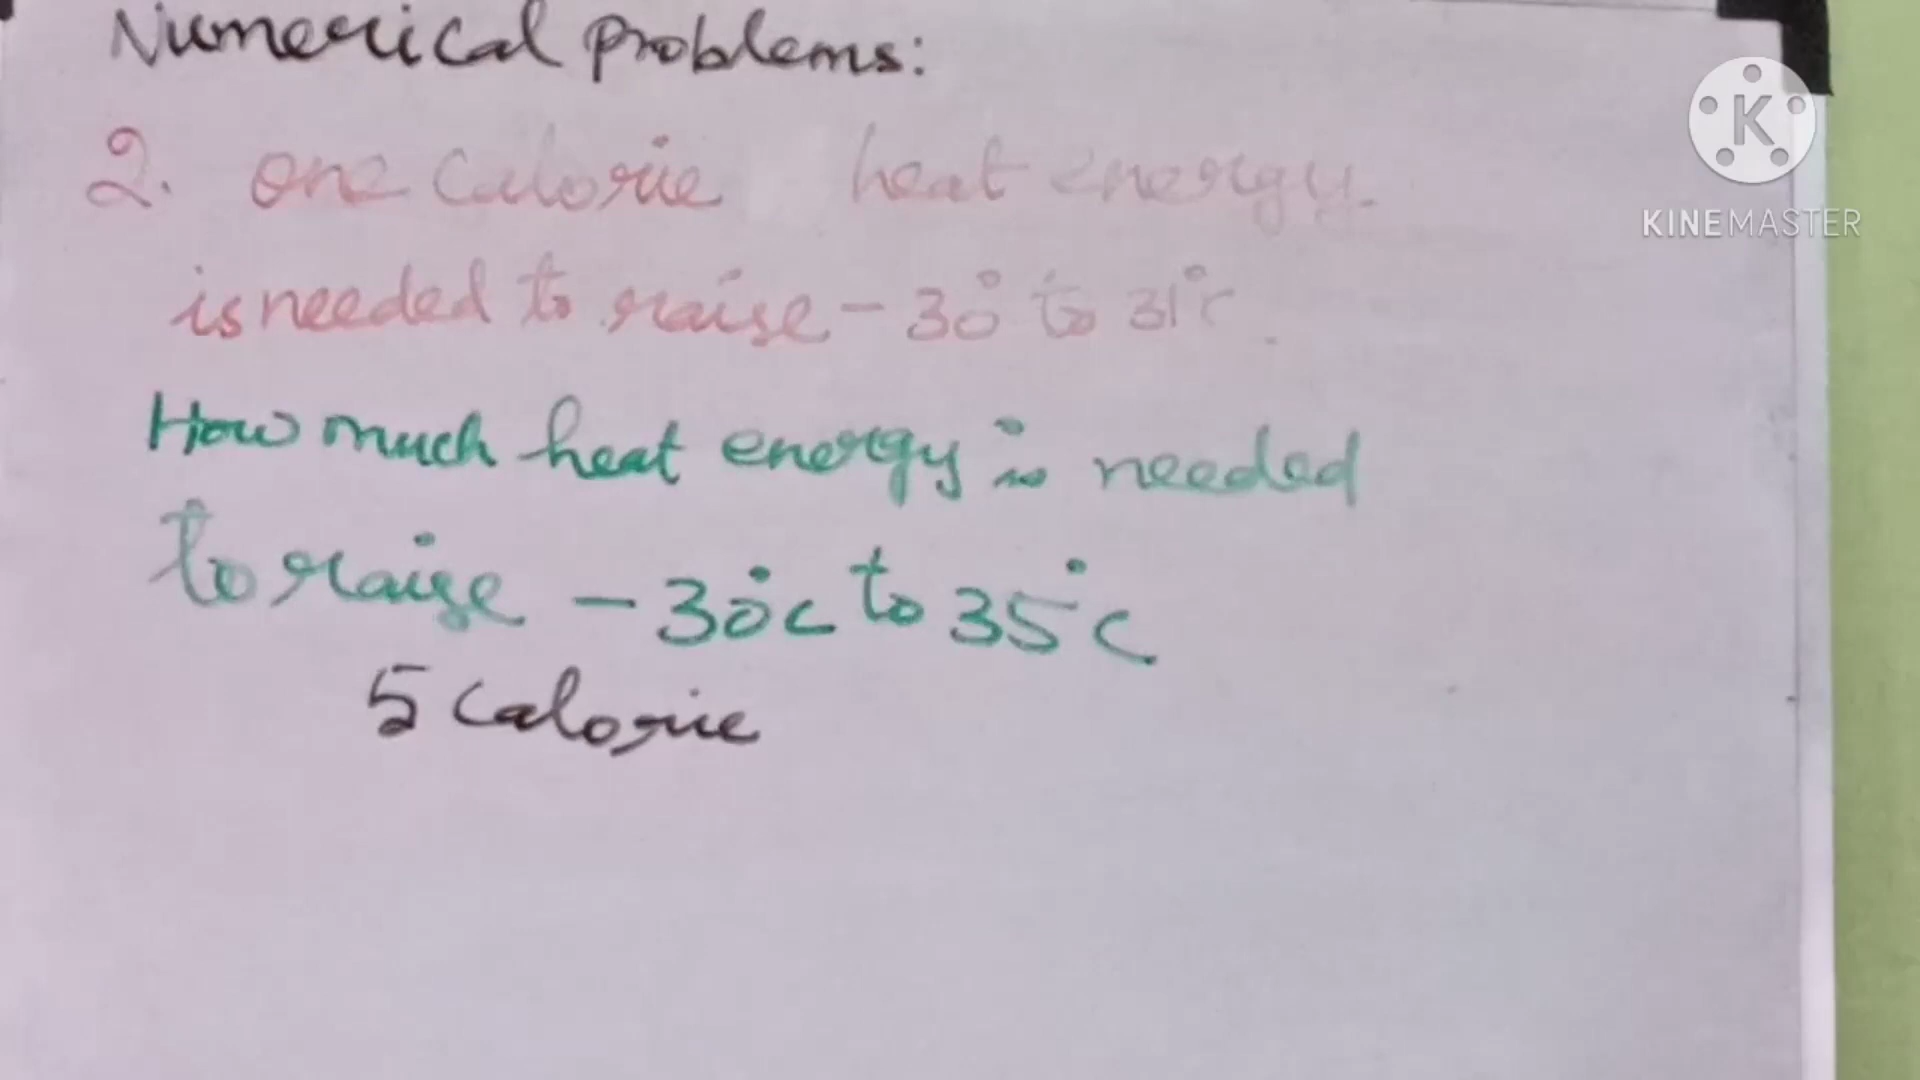 Numerical problems:
2. one calorie heat energy
is needed to raise - 30° to 31°c.
How much heat energy is needed
to raise - 30°c to 35°c
5 calorie
K
KINEMASTER